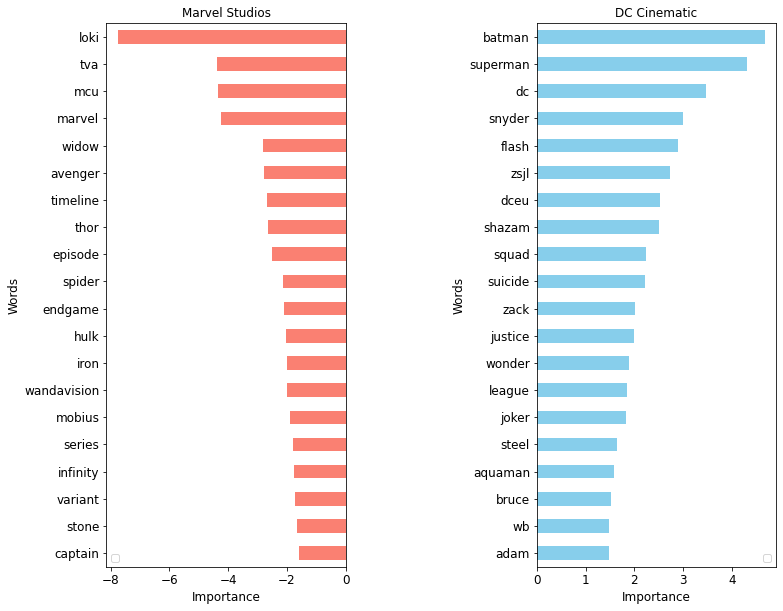 Marvel Studios
loki
tva
mcu
marvel
widow
avenger
timeline
thor
episode
spider
endgame
hulk
iron
wandavision
mobius
series
infinity
variant
stone
captain
Words
−8 −6 −4 −2 0
Importance
DC Cinematic
batman
superman
dc
snyder
flash
zsjl
dceu
shazam
squad
suicide
zack
justice
wonder
league
joker
steel
aquaman
bruce
wb
adam
Words
0 1 2 3 4
Importance